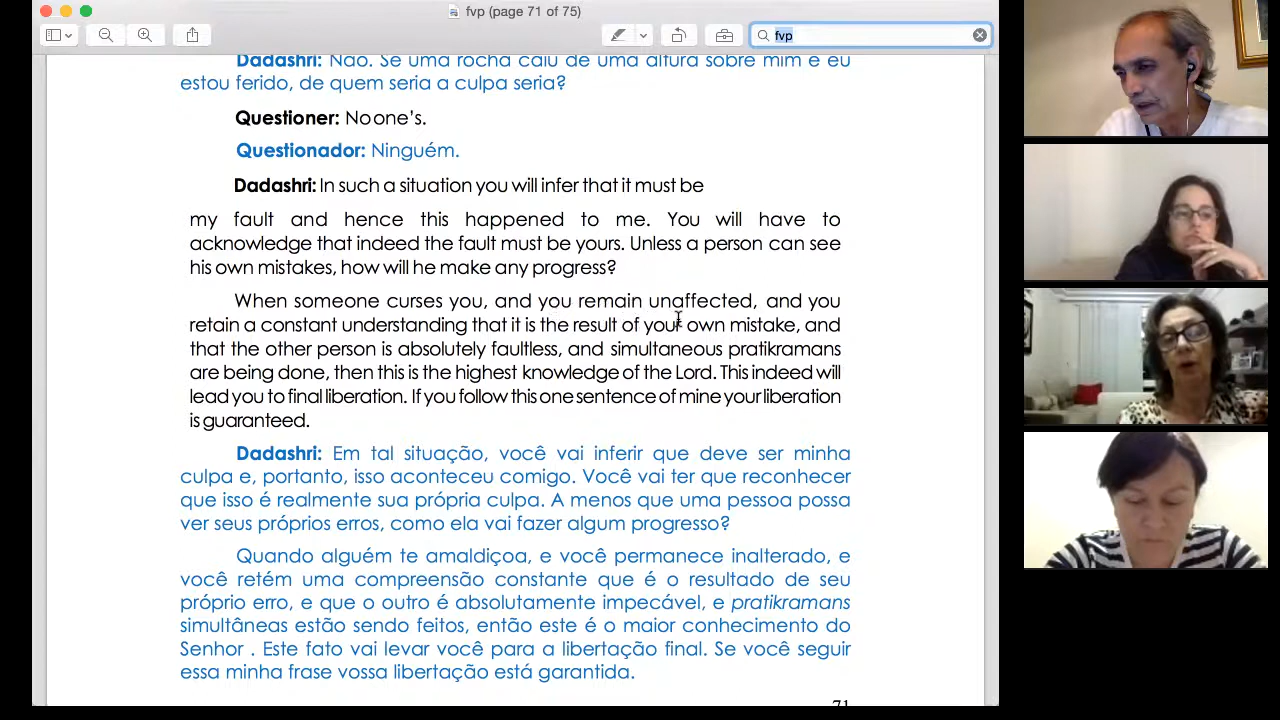 fvp (page 71 of 75)
fvp
Dadashri: Não. Se uma rocha caiu de uma altura sobre mim e eu
estou ferido, de quem seria a culpa seria?
Questioner: No one's.
Questionador: Ninguém.
Dadashri: In such a situation you will infer that it must be
my fault and hence this happened to me. You will have to
acknowledge that indeed the fault must be yours. Unless a person can see
his own mistakes, how will he make any progress?
When someone curses you, and you remain unaffected, and you
retain a constant understanding that it is the result of your own mistake, and
that the other person is absolutely faultless, and simultaneous pratikramans
are being done, then this is the highest knowledge of the Lord. This indeed will
lead you to final liberation. If you follow this one sentence of mine your liberation
is guaranteed.
Dadashri: Em tal situação, você vai inferir que deve ser minha
culpa e, portanto, isso aconteceu comigo. Você vai ter que reconhecer
que isso é realmente sua própria culpa. A menos que uma pessoa possa
ver seus próprios erros, como ela vai fazer algum progresso?
Quando alguém te amaldiçoa, e você permanece inalterado, e
você retém uma compreensão constante que é o resultado de seu
próprio erro, e que o outro é absolutamente impecável, e pratikramans
simultâneas estão sendo feitos, então este é o maior conhecimento do
Senhor . Este fato vai levar você para a libertação final. Se você seguir
essa minha frase vossa libertação está garantida.
71